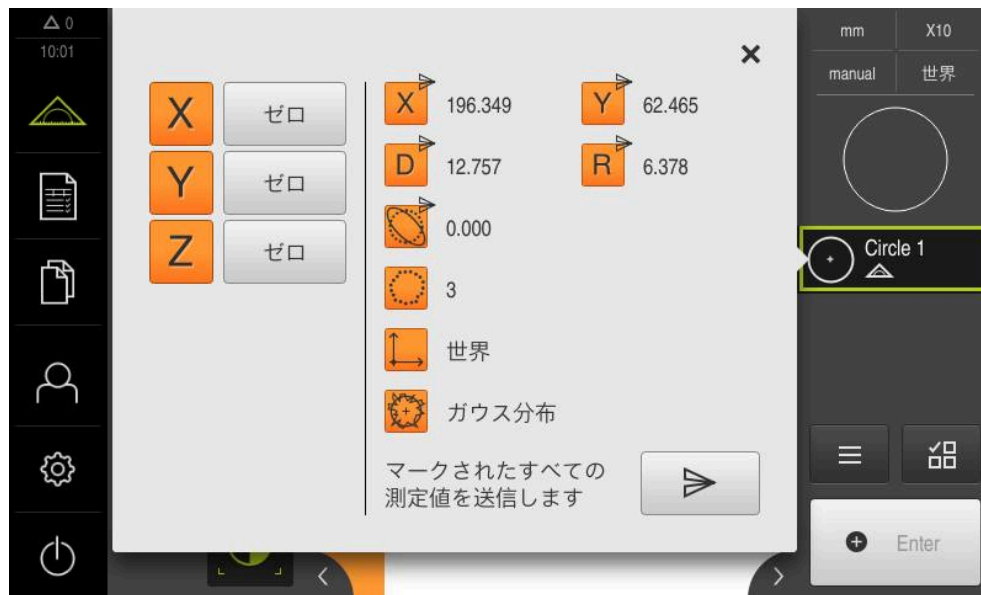 0
10:01
X ゼロ
Y ゼロ
Z ゼロ
X 196.349 Y 62.465
D 12.757 R 6.378
0.000
3
世界
ガウス分布
マークされたすべての
測定値を送信します
mm X10
manual 世界
Circle 1
Enter